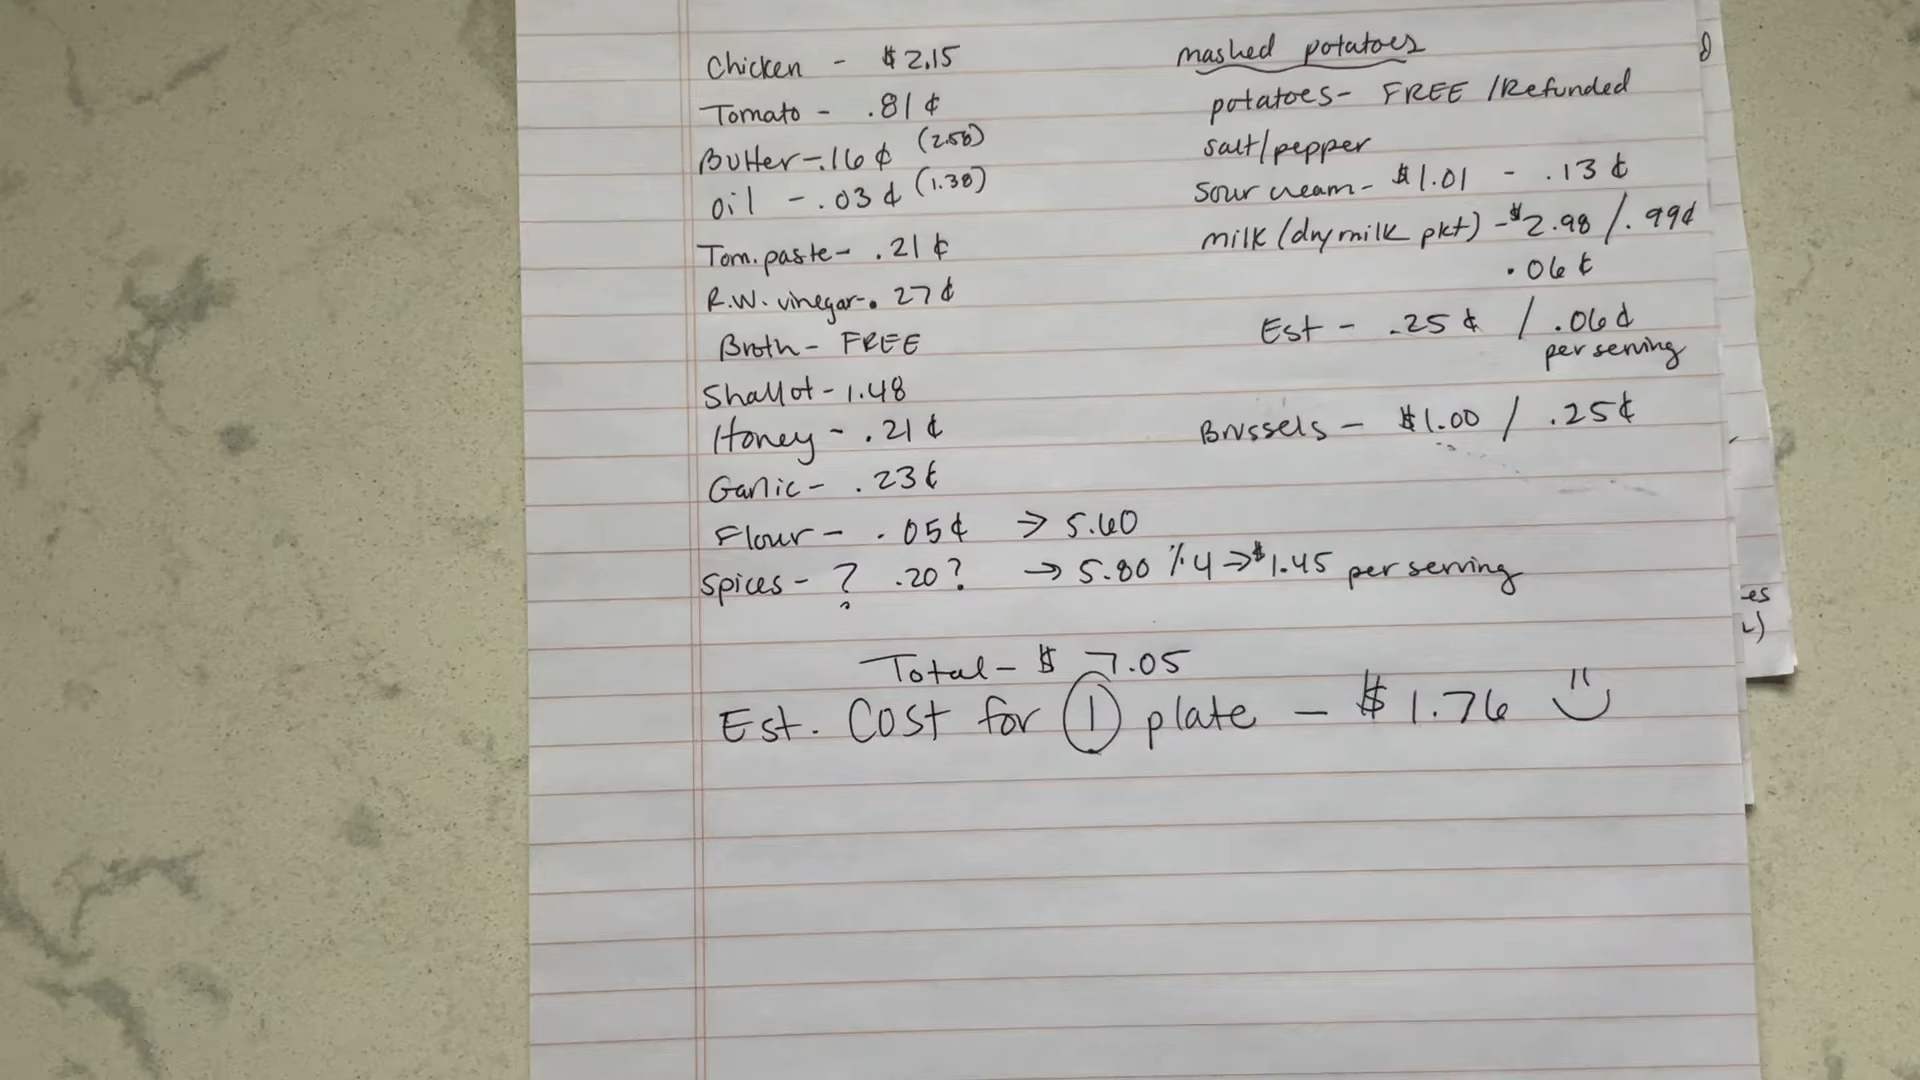 Chicken - $2.15
Tomato - .81¢
Butter - .16¢ (2.58)
oil - .03¢ (1.38)
Tom. paste - .21¢
R.W. vinegar - .27¢
Broth - FREE
Shallot - 1.48
Honey - .21¢
Garlic - .23¢
Flour - .05¢ → 5.60
Spices - ? .20? → 5.80 % 4 → $1.45 per serving
mashed potatoes
potatoes - FREE / Refunded
salt/pepper
Sour cream - $1.01 - .13¢
milk (dry milk pkt) - $2.98 / .99¢
.06¢
Est - .25¢ / .06¢
per serving
Brussels - $1.00 / .25¢
Total - $7.05
Est. COST for 1 plate - $1.76
es